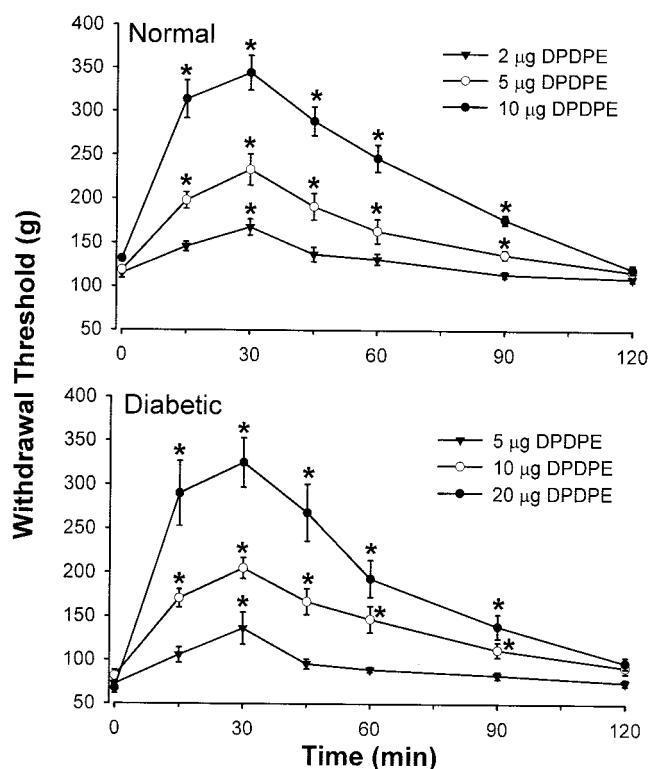 Normal
2 µg DPDPE
5 µg DPDPE
10 µg DPDPE
400
350
300
250
200
150
100
50
* * * * *
* * * * *
*
0 30 60 90 120
Withdrawal Threshold (g)
Diabetic
5 µg DPDPE
10 µg DPDPE
20 µg DPDPE
400
350
300
250
200
150
100
50
* * * * *
* * * * *
*
0 30 60 90 120
Time (min)